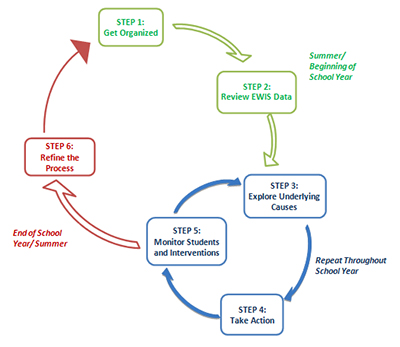 STEP 1:
Get Organized
Summer/
Beginning of
School Year
STEP 2:
Review EWIS Data
STEP 3:
Explore Underlying
Causes
Repeat Throughout
School Year
STEP 4:
Take Action
STEP 5:
Monitor Students
and Interventions
End of School
Year/ Summer
STEP 6:
Refine the
Process